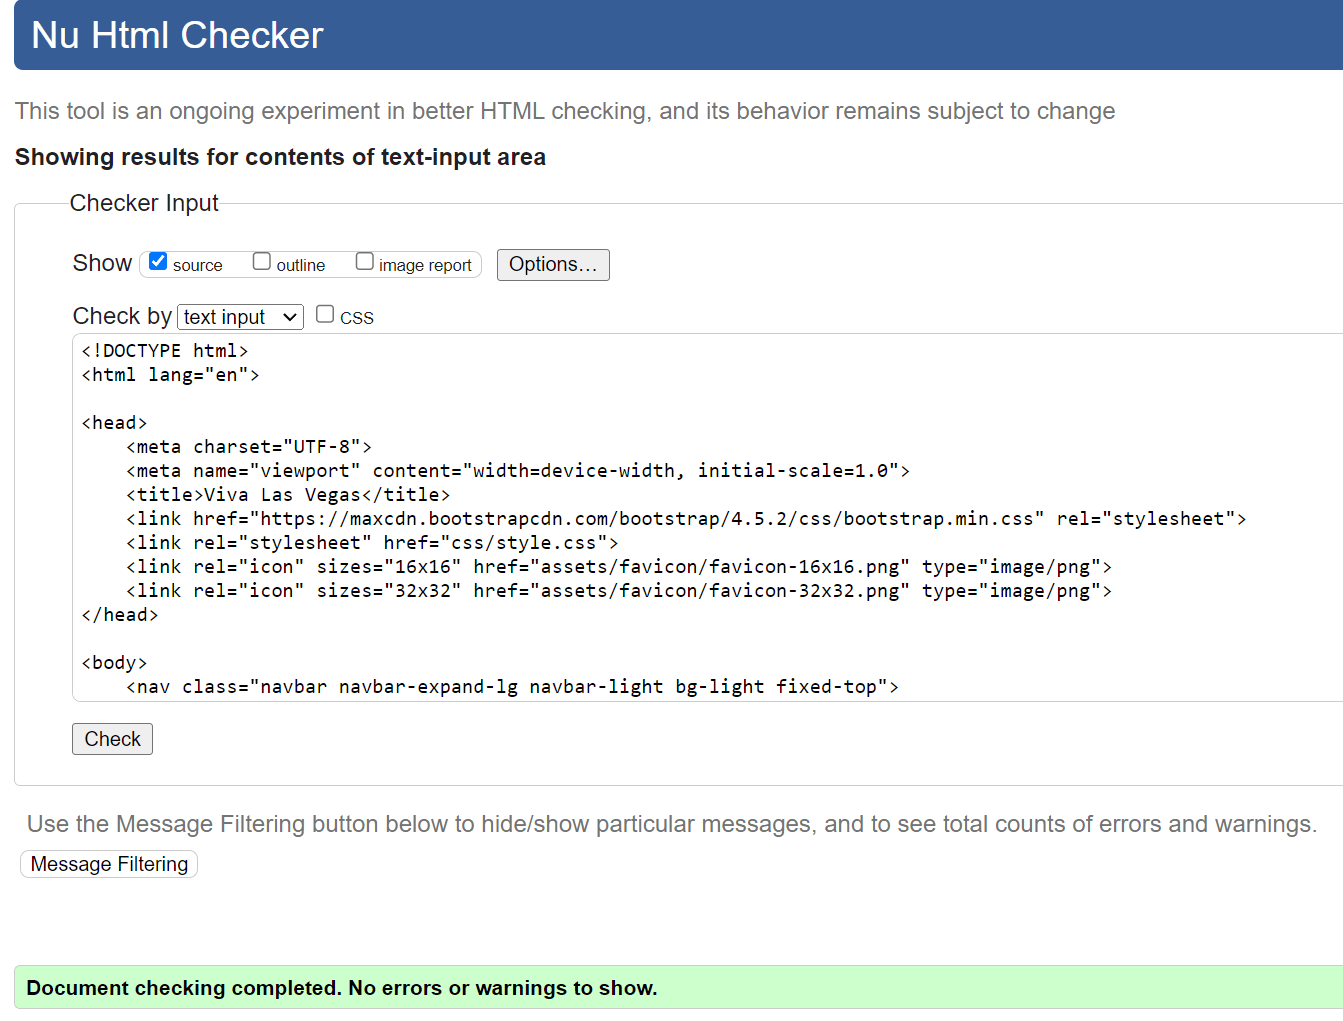 Nu Html Checker
This tool is an ongoing experiment in better HTML checking, and its behavior remains subject to change
Showing results for contents of text-input area
Checker Input
Show source outline image report Options...
Check by text input CSS
<!DOCTYPE html>
<html lang="en">
<head>
    <meta charset="UTF-8">
    <meta name="viewport" content="width=device-width, initial-scale=1.0">
    <title>Viva Las Vegas</title>
    <link href="https://maxcdn.bootstrapcdn.com/bootstrap/4.5.2/css/bootstrap.min.css" rel="stylesheet">
    <link rel="stylesheet" href="css/style.css">
    <link rel="icon" sizes="16x16" href="assets/favicon/favicon-16x16.png" type="image/png">
    <link rel="icon" sizes="32x32" href="assets/favicon/favicon-32x32.png" type="image/png">
</head>
<body>
    <nav class="navbar navbar-expand-lg navbar-light bg-light fixed-top">
Check
Use the Message Filtering button below to hide/show particular messages, and to see total counts of errors and warnings.
Message Filtering
Document checking completed. No errors or warnings to show.